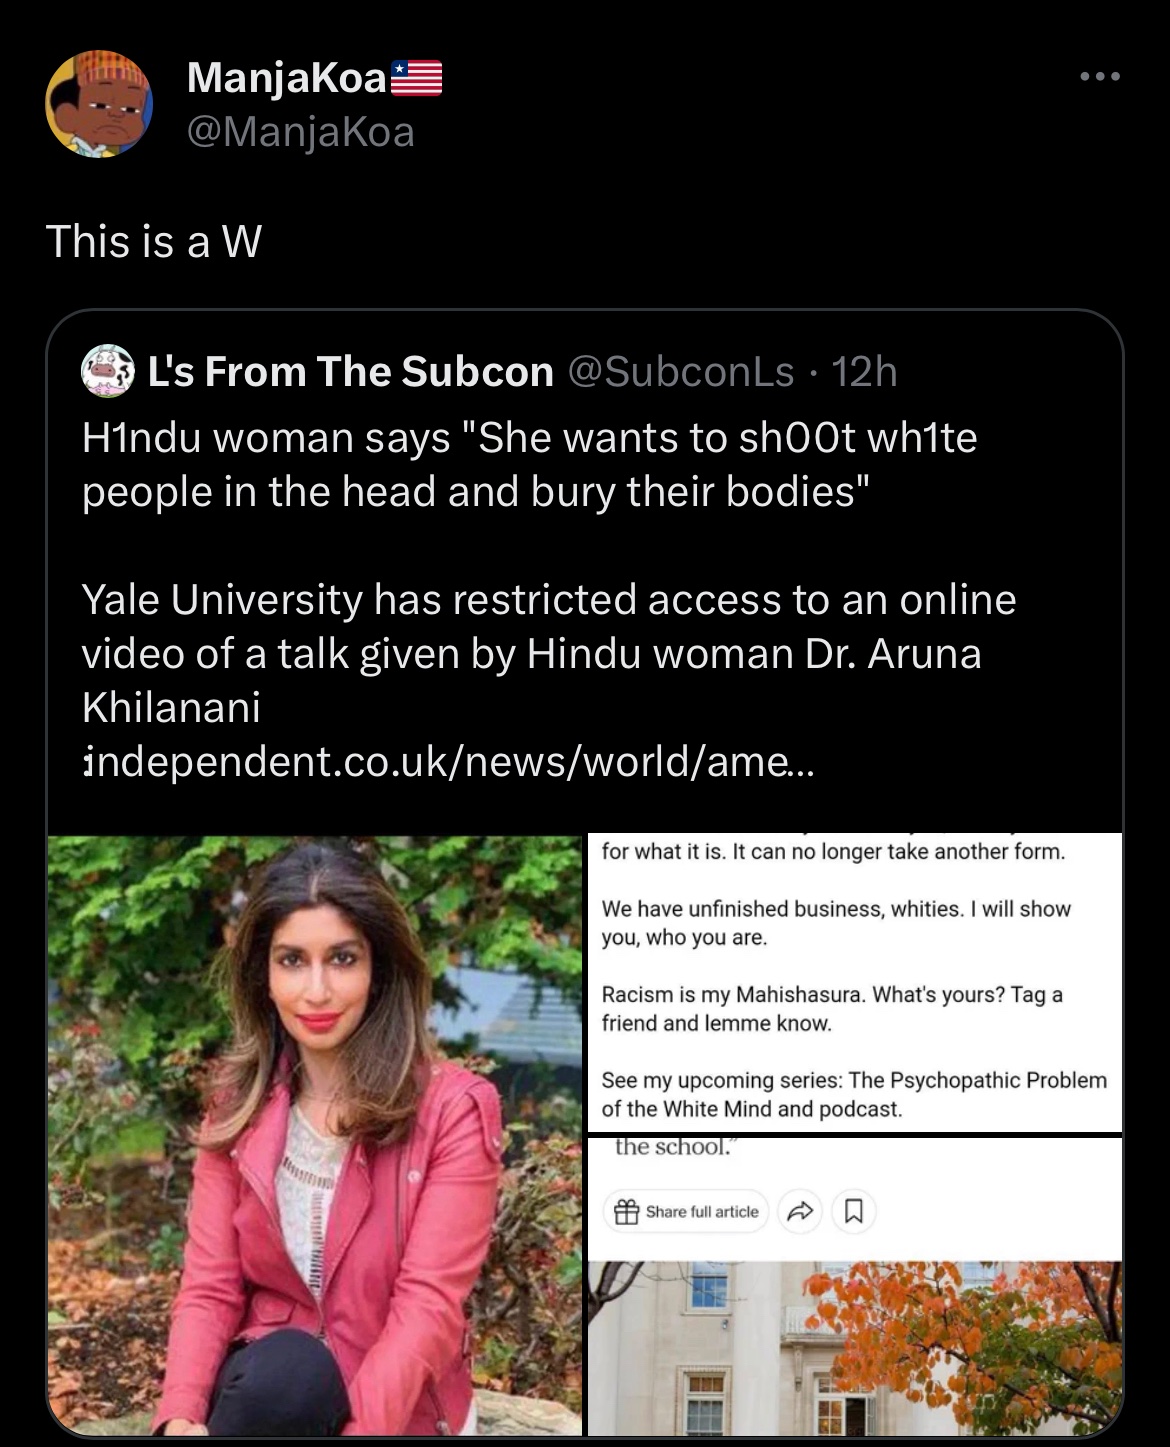 ManjaKoa
@ManjaKoa
This is a W
L's From The Subcon @SubconLs · 12h
H1ndu woman says "She wants to sh00t wh1te
people in the head and bury their bodies"
Yale University has restricted access to an online
video of a talk given by Hindu woman Dr. Aruna
Khilanani
independent.co.uk/news/world/ame...
for what it is. It can no longer take another form.
We have unfinished business, whities. I will show
you, who you are.
Racism is my Mahishasura. What's yours? Tag a
friend and lemme know.
See my upcoming series: The Psychopathic Problem
of the White Mind and podcast.
the school.”
Share full article